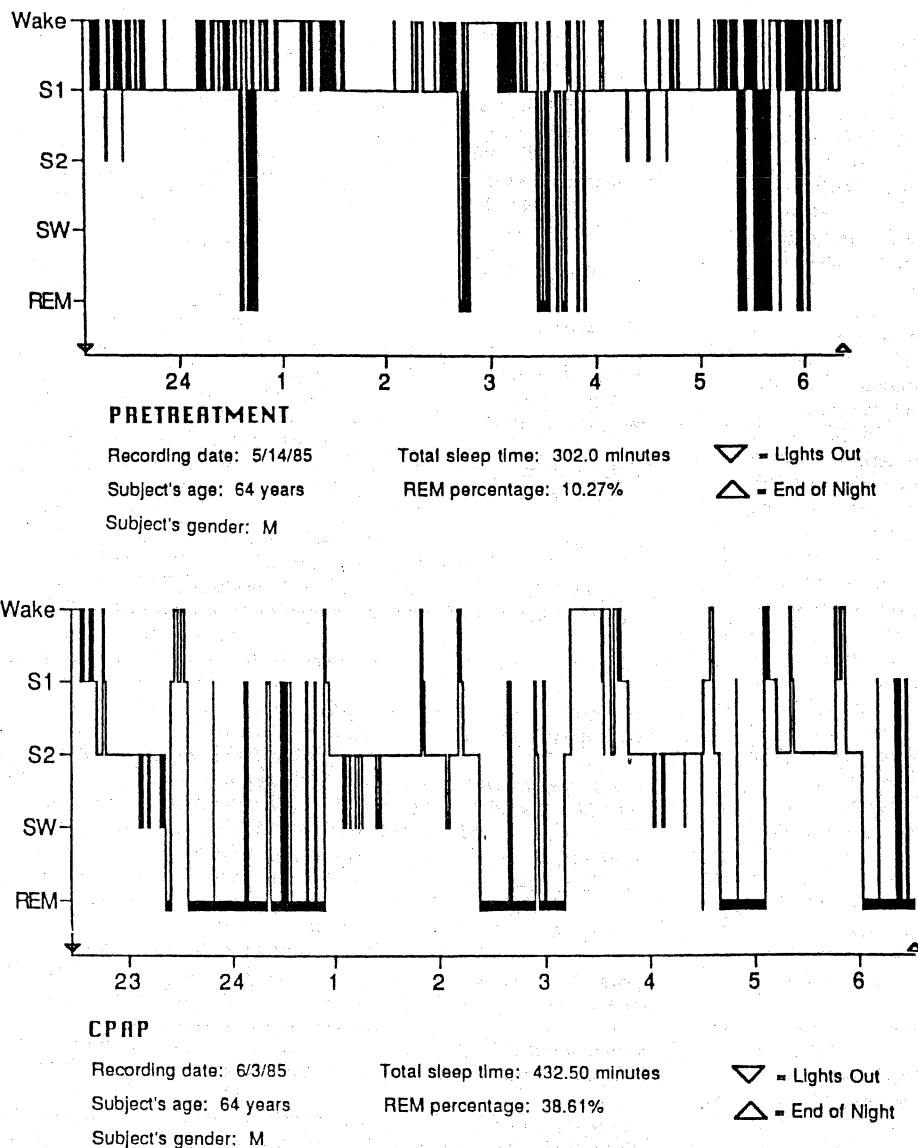 Wake
S1
S2
SW
REM
24 1 2 3 4 5 6
PRETREATMENT
Recording date: 5/14/85 Total sleep time: 302.0 minutes = Lights Out
Subject's age: 64 years REM percentage: 10.27% = End of Night
Subject's gender: M
Wake
S1
S2
SW
REM
23 24 1 2 3 4 5 6
CPAP
Recording date: 6/3/85 Total sleep time: 432.50 minutes = Lights Out
Subject's age: 64 years REM percentage: 38.61% = End of Night
Subject's gender: M